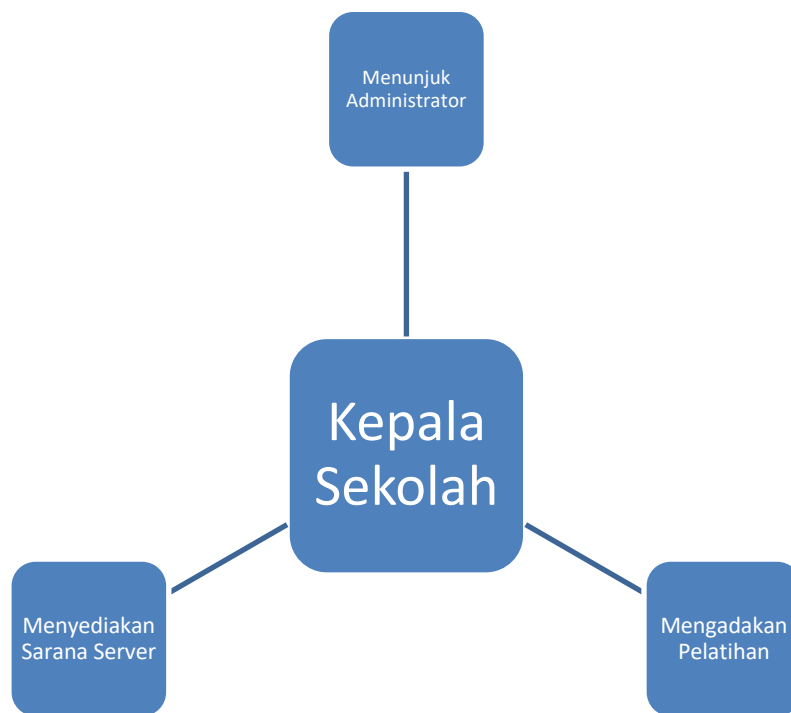 Menunjuk
Administrator
Kepala
Sekolah
Menyediakan
Sarana Server
Mengadakan
Pelatihan